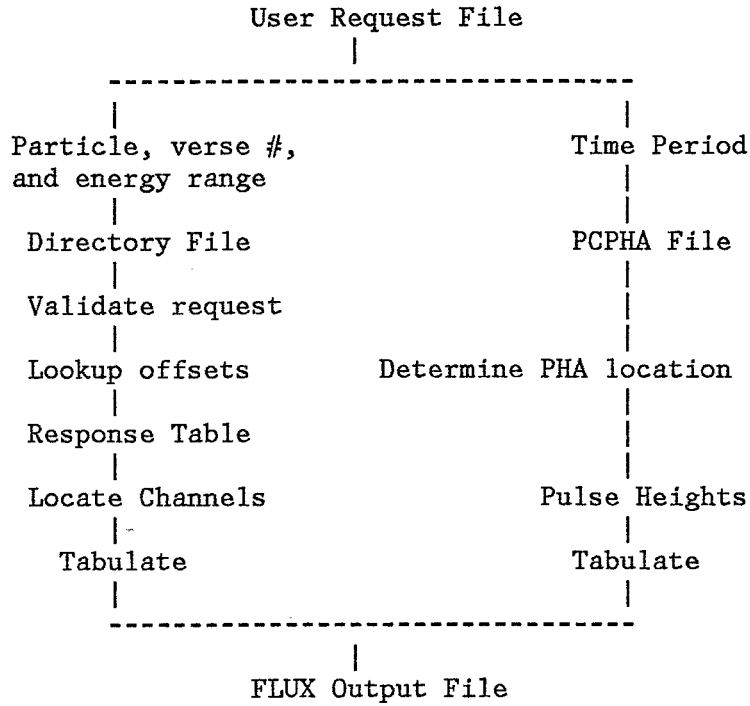 User Request File
Particle, verse #, Time Period
and energy range
Directory File PCPHA File
Validate request
Lookup offsets Determine PHA location
Response Table
Locate Channels Pulse Heights
Tabulate Tabulate
FLUX Output File